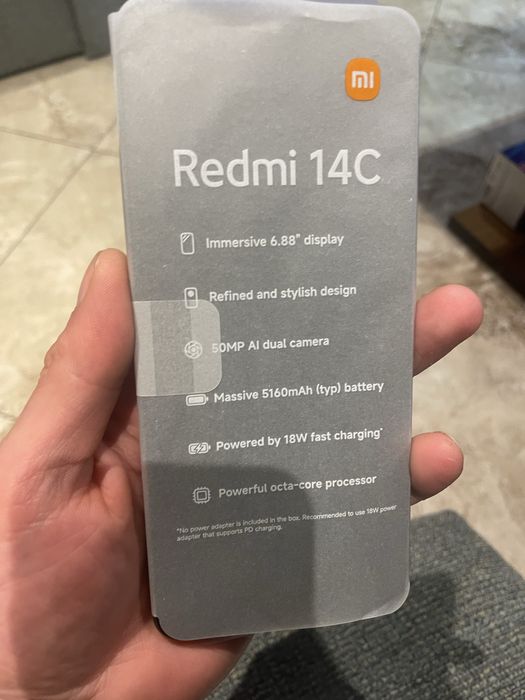 mi
Redmi 14C
Immersive 6.88" display
Refined and stylish design
50MP AI dual camera
Massive 5160mAh (typ) battery
Powered by 18W fast charging*
Powerful octa-core processor
*No power adapter is included in the box. Recommended to use 18W power
adapter that supports PD charging.